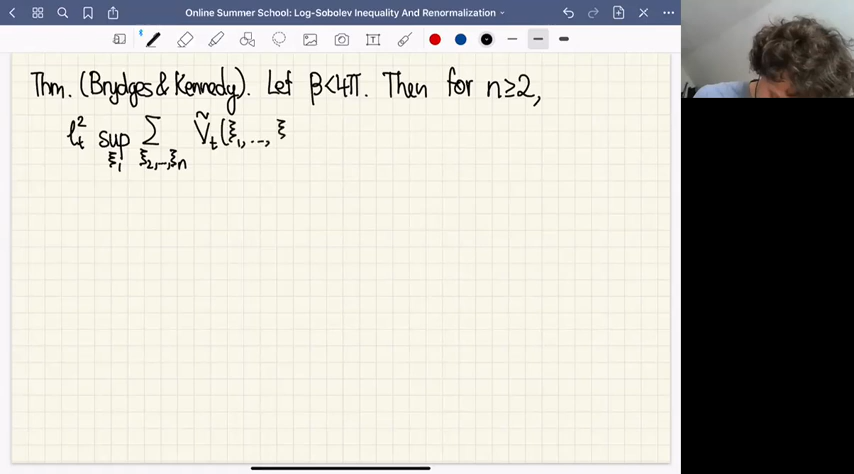 Online Summer School: Log-Sobolev Inequality And Renormalization
Thm. (Brydges & Kennedy). Let β<4π. Then for n≥2,
ℓ_t^2 sup_{ξ_1} ∑_{ξ_2,...,ξ_n} Ṽ_t(ξ_1,..., ξ